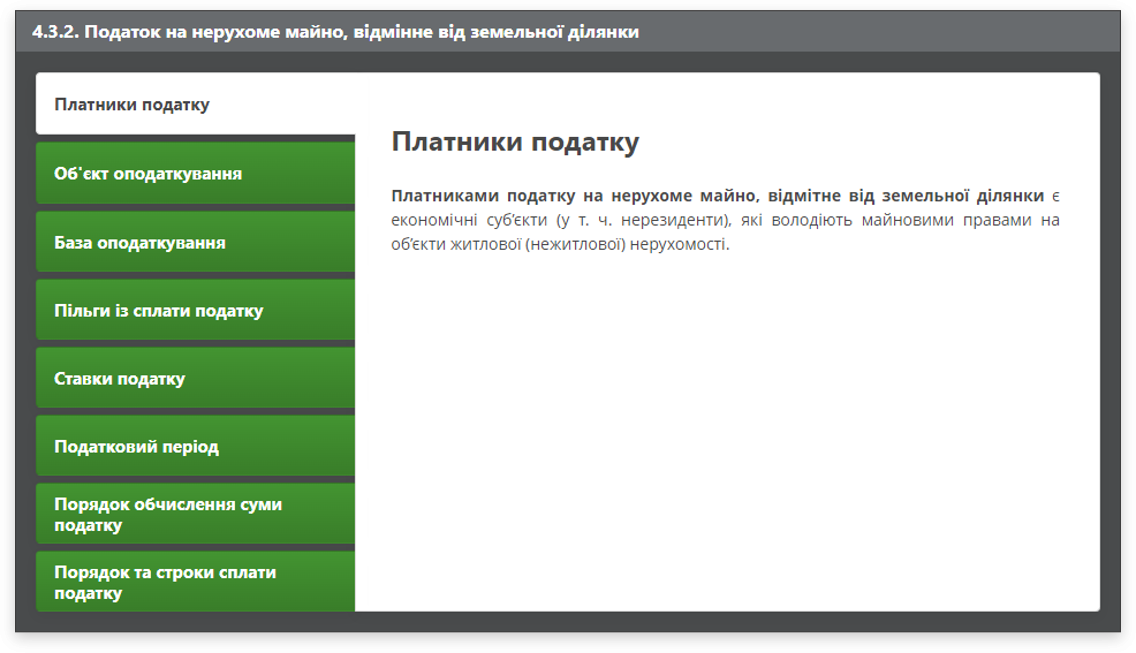 4.3.2. Податок на нерухоме майно, відмінне від земельної ділянки
Платники податку
Об'єкт оподаткування
База оподаткування
Пільги із сплати податку
Ставки податку
Податковий період
Порядок обчислення суми
податку
Порядок та строки сплати
податку
Платники податку
Платниками податку на нерухоме майно, відмітне від земельної ділянки є
економічні суб’єкти (у т. ч. нерезиденти), які володіють майновими правами на
об’єкти житлової (нежитлової) нерухомості.